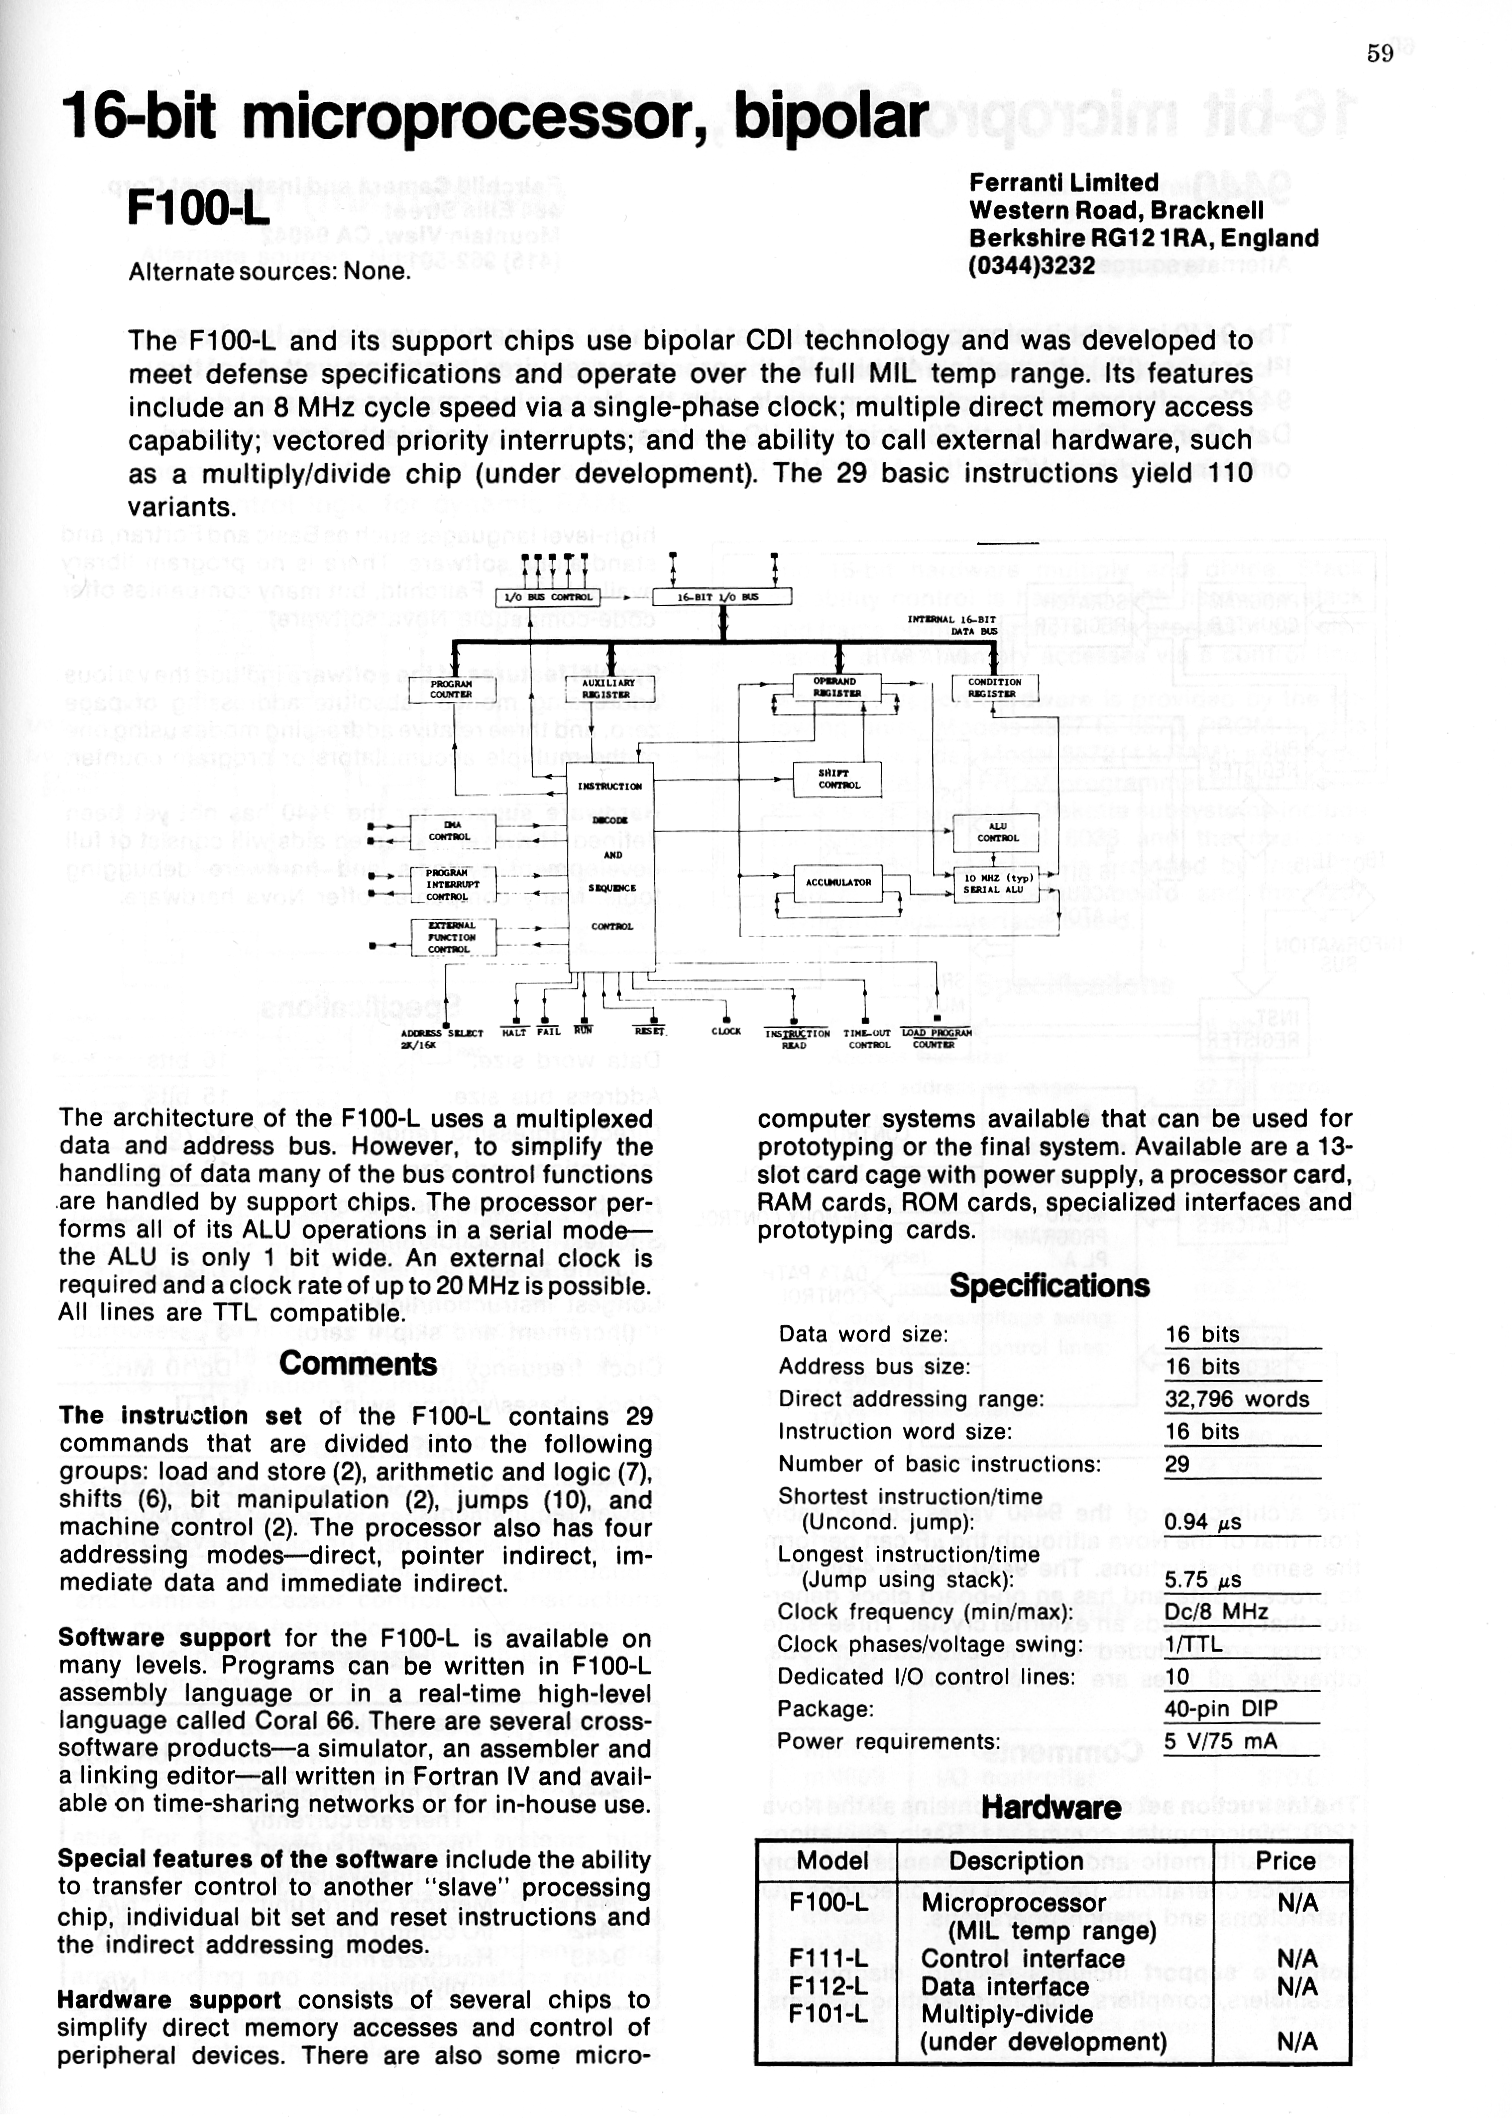 59
16-bit microprocessor, bipolar
F100-L
Alternate sources: None.
Ferranti Limited
Western Road, Bracknell
Berkshire RG12 1RA, England
(0344)3232
The F100-L and its support chips use bipolar CDI technology and was developed to
meet defense specifications and operate over the full MIL temp range. Its features
include an 8 MHz cycle speed via a single-phase clock; multiple direct memory access
capability; vectored priority interrupts; and the ability to call external hardware, such
as a multiply/divide chip (under development). The 29 basic instructions yield 110
variants.
I/O BUS CONTROL
16-BIT I/O BUS
INTERNAL 16-BIT
DATA BUS
PROGRAM
COUNTER
AUXILIARY
REGISTER
OPERAND
REGISTER
CONDITION
REGISTER
INSTRUCTION
DECODE
AND
SEQUENCE
CONTROL
SHIFT
CONTROL
DMA
CONTROL
ALU
CONTROL
PROGRAM
INTERRUPT
CONTROL
ACCUMULATOR
10 MHZ (typ)
SERIAL ALU
EXTERNAL
FUNCTION
CONTROL
ADDRESS SELECT
2K/16K
HALT
FAIL
RUN
RESET
CLOCK
INSTRUCTION
READ
TIME-OUT
CONTROL
LOAD PROGRAM
COUNTER
The architecture of the F100-L uses a multiplexed
data and address bus. However, to simplify the
handling of data many of the bus control functions
are handled by support chips. The processor per-
forms all of its ALU operations in a serial mode—
the ALU is only 1 bit wide. An external clock is
required and a clock rate of up to 20 MHz is possible.
All lines are TTL compatible.
Comments
The instruction set of the F100-L contains 29
commands that are divided into the following
groups: load and store (2), arithmetic and logic (7),
shifts (6), bit manipulation (2), jumps (10), and
machine control (2). The processor also has four
addressing modes—direct, pointer indirect, im-
mediate data and immediate indirect.
Software support for the F100-L is available on
many levels. Programs can be written in F100-L
assembly language or in a real-time high-level
language called Coral 66. There are several cross-
software products—a simulator, an assembler and
a linking editor—all written in Fortran IV and avail-
able on time-sharing networks or for in-house use.
Special features of the software include the ability
to transfer control to another “slave” processing
chip, individual bit set and reset instructions and
the indirect addressing modes.
Hardware support consists of several chips to
simplify direct memory accesses and control of
peripheral devices. There are also some micro-
computer systems available that can be used for
prototyping or the final system. Available are a 13-
slot card cage with power supply, a processor card,
RAM cards, ROM cards, specialized interfaces and
prototyping cards.
Specifications
Data word size: 16 bits
Address bus size: 16 bits
Direct addressing range: 32,796 words
Instruction word size: 16 bits
Number of basic instructions: 29
Shortest instruction/time
(Uncond. jump): 0.94 μs
Longest instruction/time
(Jump using stack): 5.75 μs
Clock frequency (min/max): Dc/8 MHz
Clock phases/voltage swing: 1/TTL
Dedicated I/O control lines: 10
Package: 40-pin DIP
Power requirements: 5 V/75 mA
Hardware
Model Description Price
F100-L Microprocessor N/A
(MIL temp range)
F111-L Control interface N/A
F112-L Data interface N/A
F101-L Multiply-divide
(under development) N/A